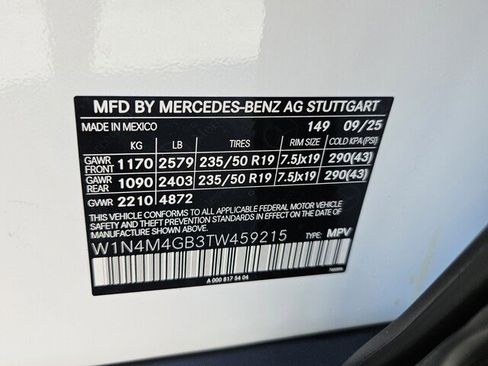 MFD BY MERCEDES-BENZ AG STUTTGART
MADE IN MEXICO 149 09/25
KG LB TIRES RIM SIZE COLD KPA(PSI)
GAWR FRONT 1170 2579 235/50 R19 7.5Jx19 290(43)
GAWR REAR 1090 2403 235/50 R19 7.5Jx19 290(43)
GVWR 2210 4872
THIS VEHICLE CONFORMS TO ALL APPLICABLE FEDERAL MOTOR VEHICLE
SAFETY AND THEFT PREVENTION STANDARDS IN EFFECT
ON THE DATE OF MANUFACTURE SHOWN ABOVE.
W1N4M4GB3TW459215 TYPE: MPV
A 000 817 54 04